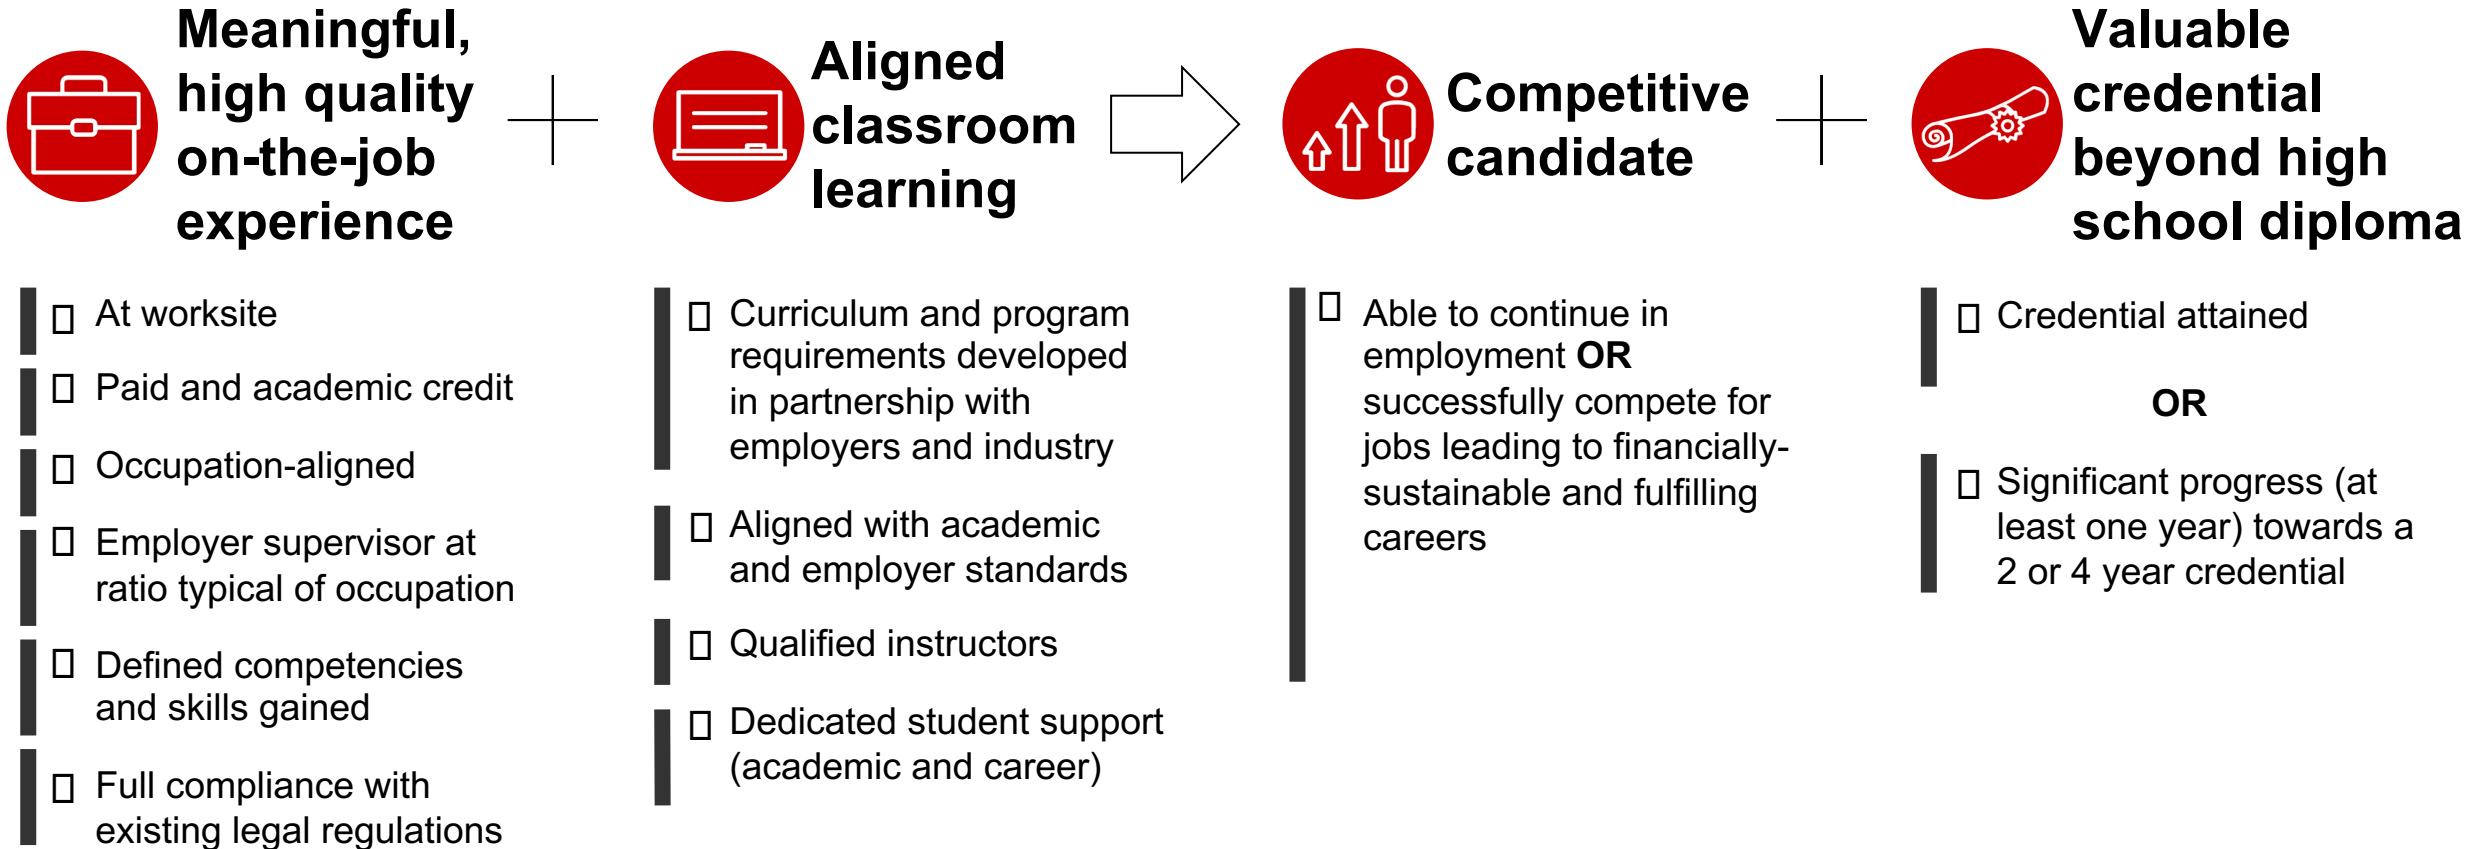 Meaningful,
high quality
on-the-job
experience
Aligned
classroom
learning
Competitive
candidate
Valuable
credential
beyond high
school diploma
At worksite
Paid and academic credit
Occupation-aligned
Employer supervisor at
ratio typical of occupation
Defined competencies
and skills gained
Full compliance with
existing legal regulations
Curriculum and program
requirements developed
in partnership with
employers and industry
Aligned with academic
and employer standards
Qualified instructors
Dedicated student support
(academic and career)
Able to continue in
employment OR
successfully compete for
jobs leading to financially-
sustainable and fulfilling
careers
Credential attained
OR
Significant progress (at
least one year) towards a
2 or 4 year credential